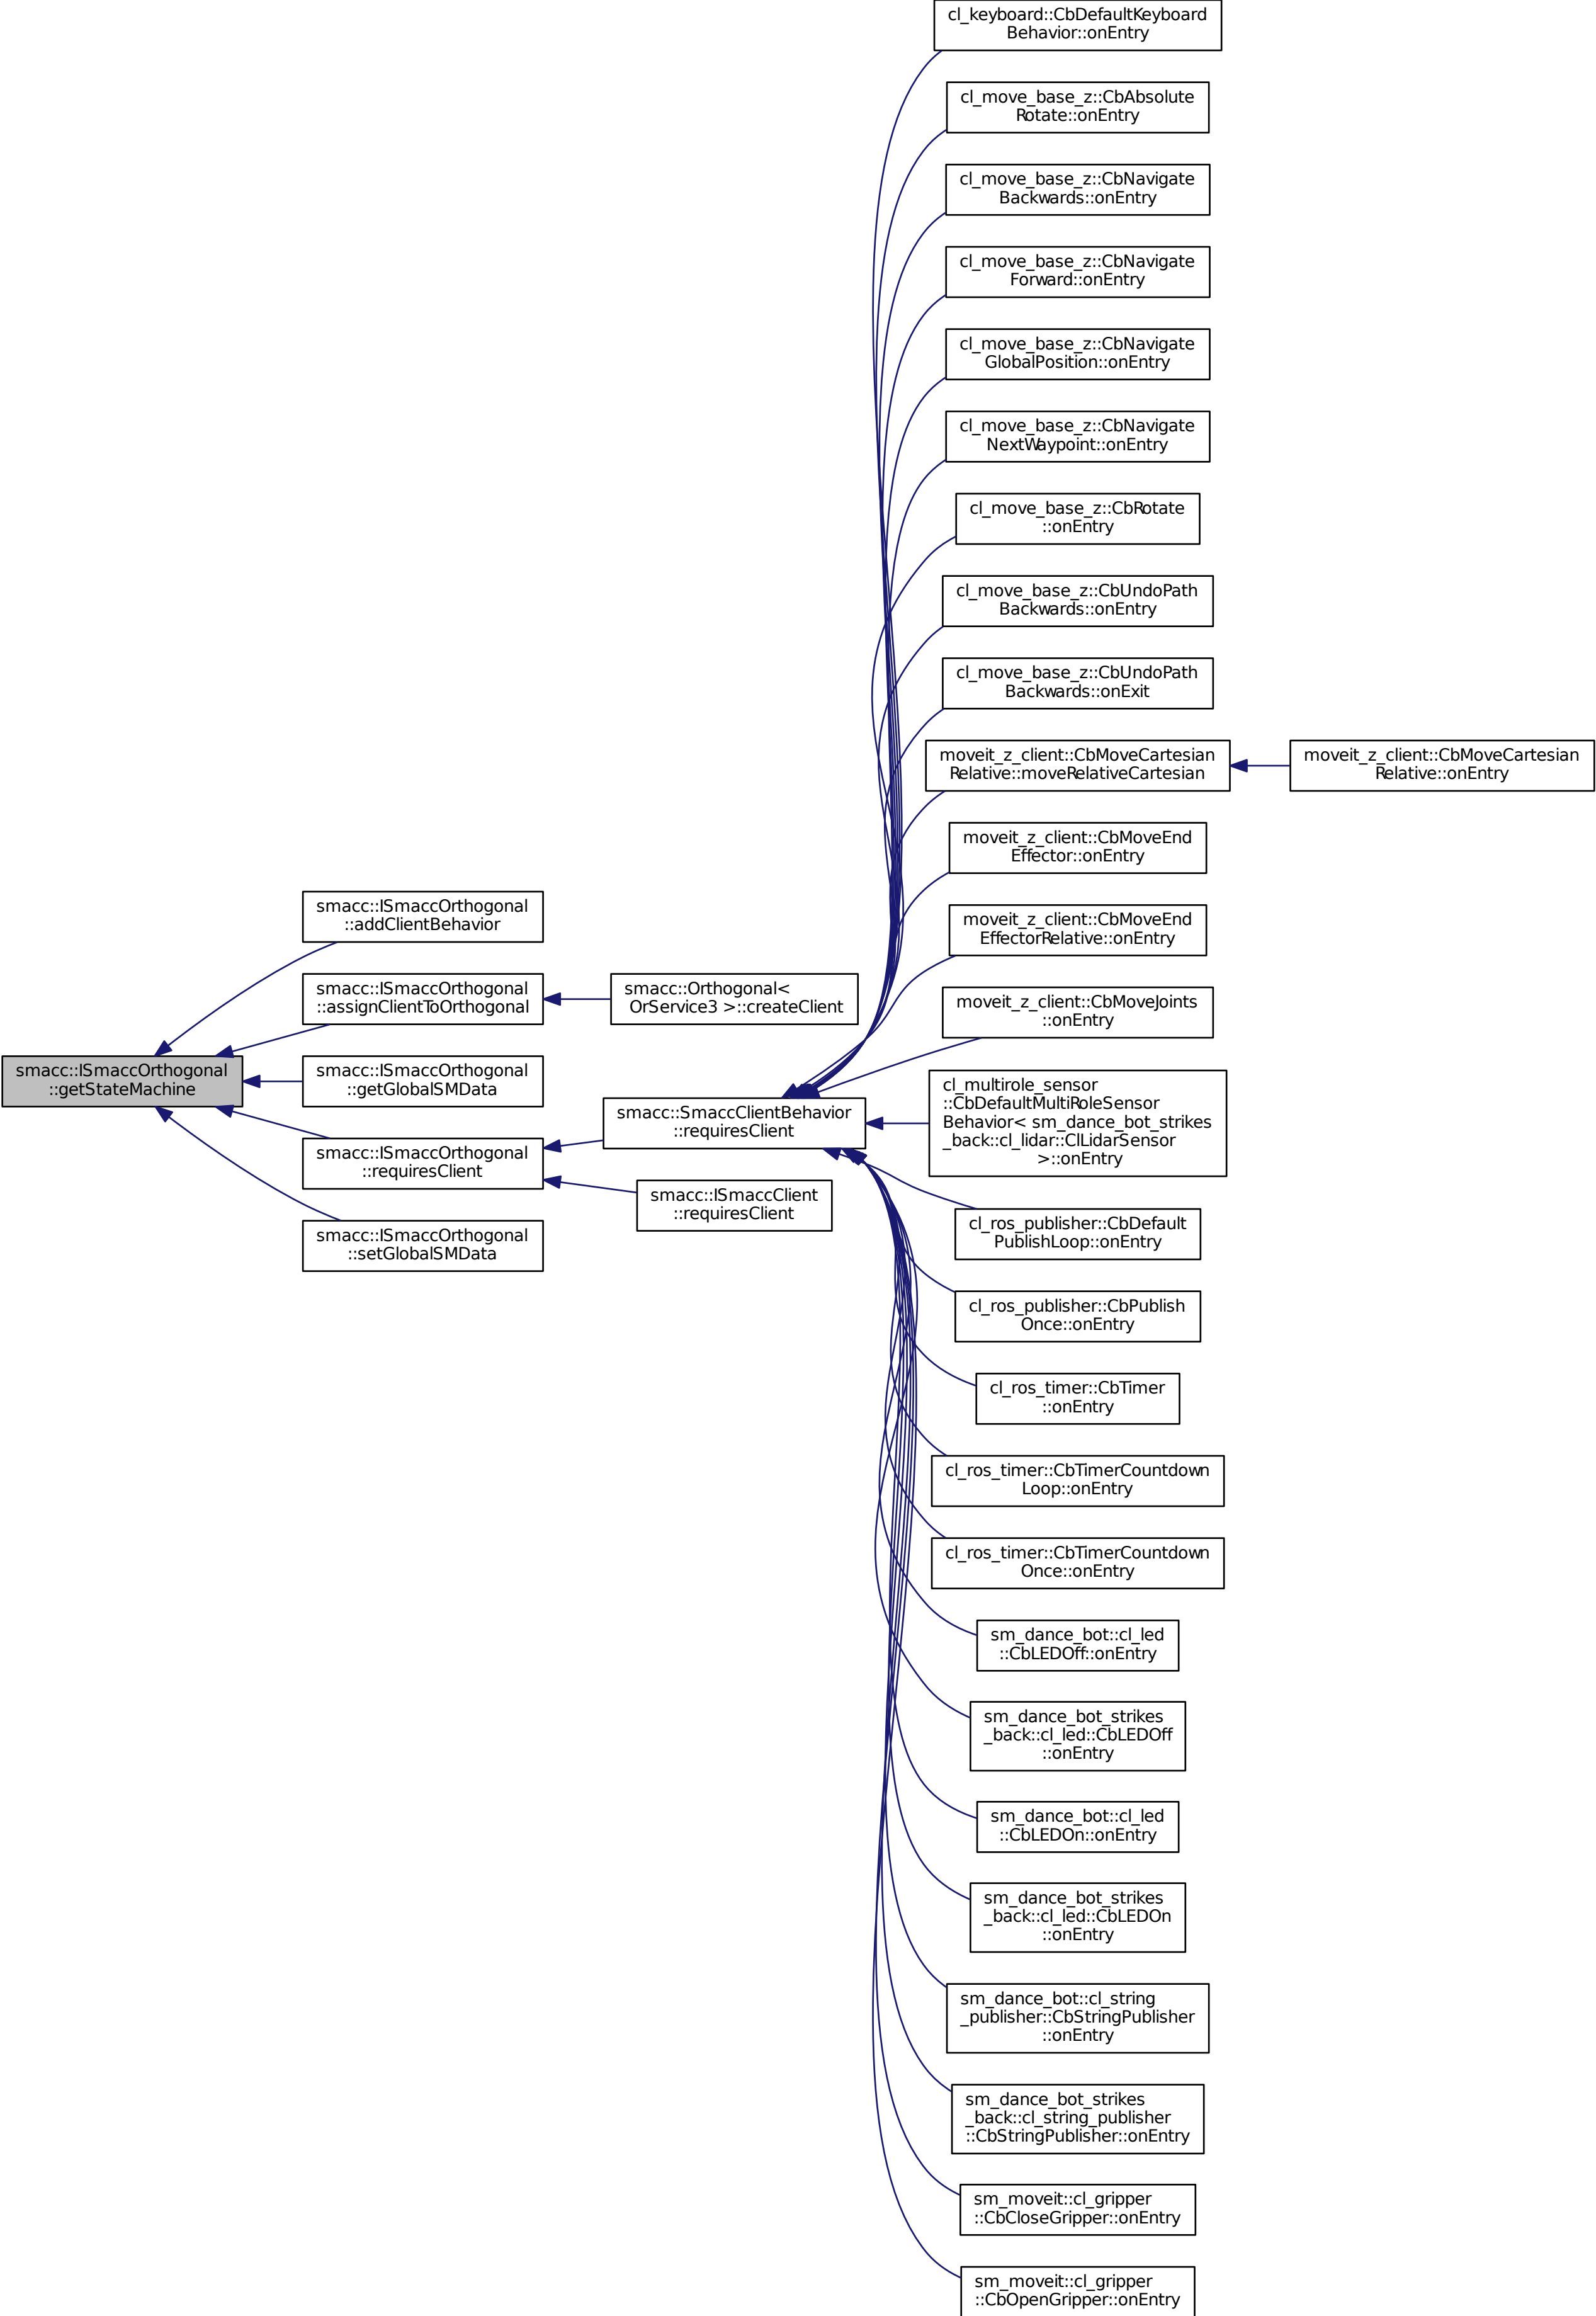 cl_keyboard::CbDefaultKeyboard
Behavior::onEntry
cl_move_base_z::CbAbsolute
Rotate::onEntry
cl_move_base_z::CbNavigate
Backwards::onEntry
cl_move_base_z::CbNavigate
Forward::onEntry
cl_move_base_z::CbNavigate
GlobalPosition::onEntry
cl_move_base_z::CbNavigate
NextWaypoint::onEntry
cl_move_base_z::CbRotate
::onEntry
cl_move_base_z::CbUndoPath
Backwards::onEntry
cl_move_base_z::CbUndoPath
Backwards::onExit
moveit_z_client::CbMoveCartesian
Relative::moveRelativeCartesian
moveit_z_client::CbMoveCartesian
Relative::onEntry
moveit_z_client::CbMoveEnd
Effector::onEntry
smacc::ISmaccOrthogonal
::addClientBehavior
moveit_z_client::CbMoveEnd
EffectorRelative::onEntry
smacc::ISmaccOrthogonal
::assignClientToOrthogonal
smacc::Orthogonal<
OrService3 >::createClient
moveit_z_client::CbMoveJoints
::onEntry
smacc::ISmaccOrthogonal
::getStateMachine
smacc::ISmaccOrthogonal
::getGlobalSMData
smacc::SmaccClientBehavior
::requiresClient
cl_multirole_sensor
::CbDefaultMultiRoleSensor
Behavior< sm_dance_bot_strikes
_back::cl_lidar::ClLidarSensor
>::onEntry
smacc::ISmaccOrthogonal
::requiresClient
smacc::ISmaccClient
::requiresClient
smacc::ISmaccOrthogonal
::setGlobalSMData
cl_ros_publisher::CbDefault
PublishLoop::onEntry
cl_ros_publisher::CbPublish
Once::onEntry
cl_ros_timer::CbTimer
::onEntry
cl_ros_timer::CbTimerCountdown
Loop::onEntry
cl_ros_timer::CbTimerCountdown
Once::onEntry
sm_dance_bot::cl_led
::CbLEDOff::onEntry
sm_dance_bot_strikes
_back::cl_led::CbLEDOff
::onEntry
sm_dance_bot::cl_led
::CbLEDOn::onEntry
sm_dance_bot_strikes
_back::cl_led::CbLEDOn
::onEntry
sm_dance_bot::cl_string
_publisher::CbStringPublisher
::onEntry
sm_dance_bot_strikes
_back::cl_string_publisher
::CbStringPublisher::onEntry
sm_moveit::cl_gripper
::CbCloseGripper::onEntry
sm_moveit::cl_gripper
::CbOpenGripper::onEntry